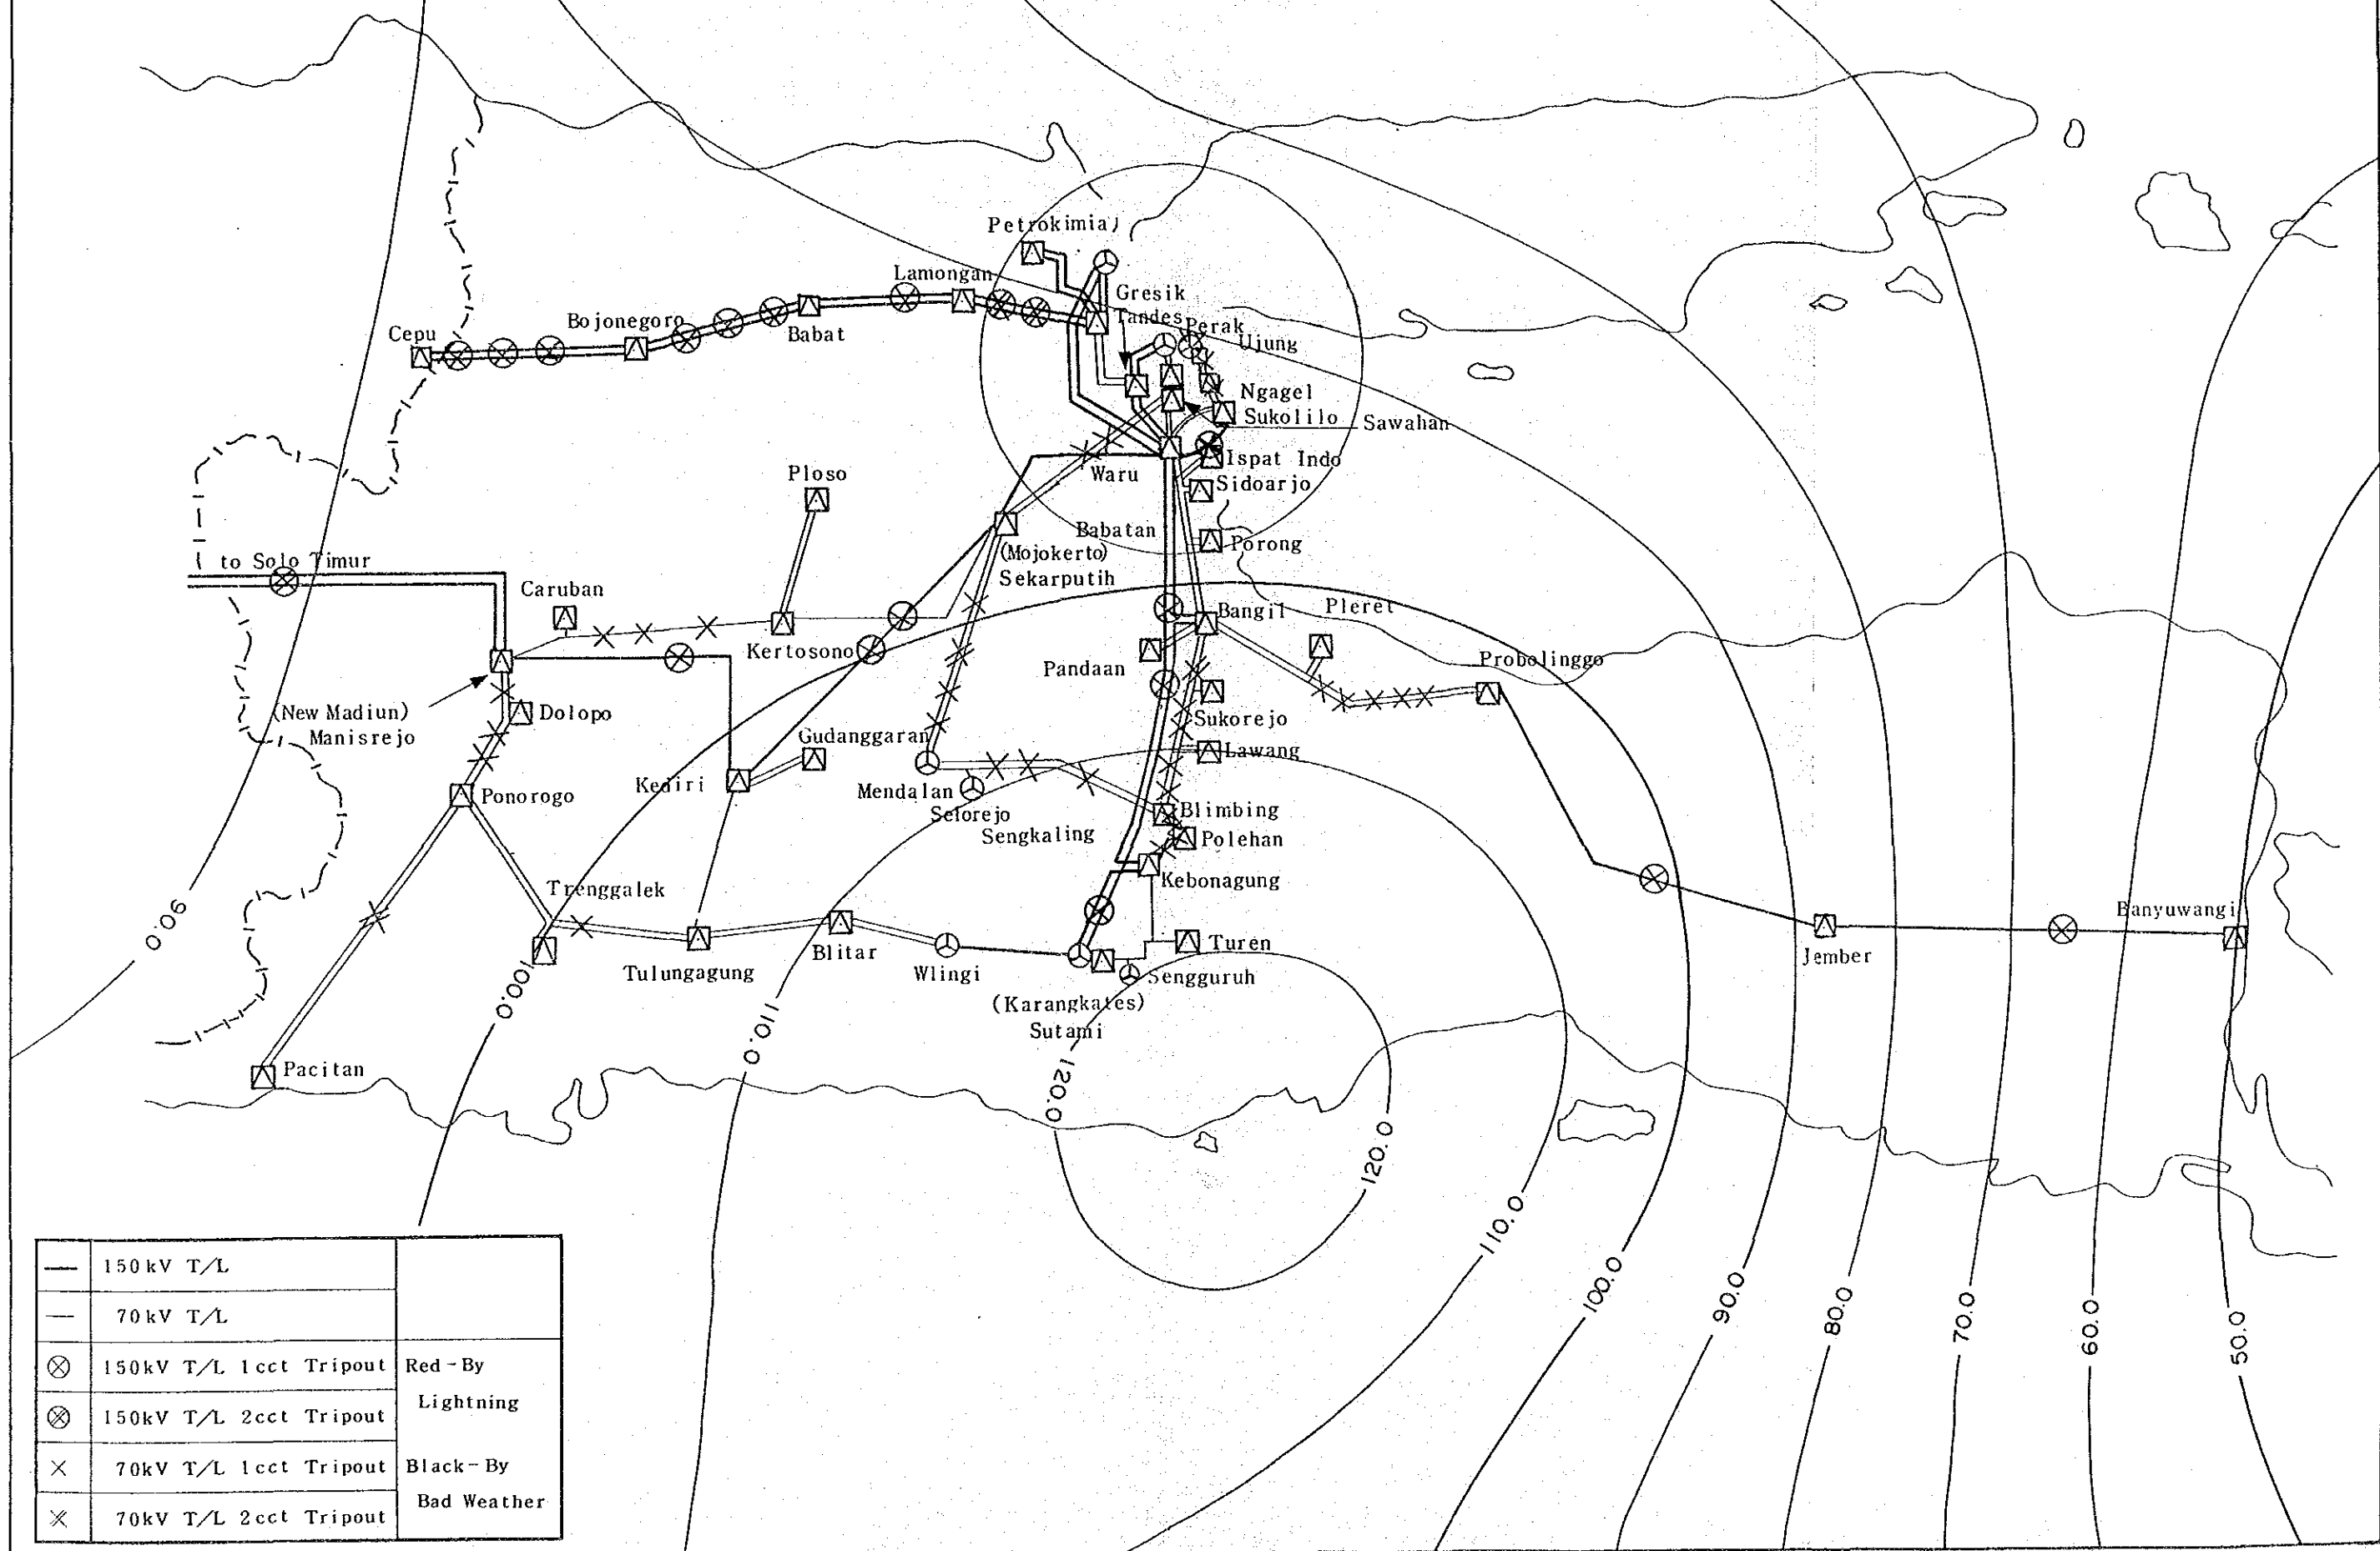 Petrokimia
Lamongan
Gresik
Tandes
Perak
Ujung
Bojonegoro
Babat
Cepu
Ngagel
Sukolilo
Sawahan
Ispat Indo
Waru
Sidoarjo
Ploso
Babatan
Porong
(Mojokerto)
Sekarputih
to Solo Timur
Caruban
Bangil
Pleret
Kertosono
Pandaan
Probolinggo
(New Madiun)
Manisrejo
Dolopo
Sukorejo
Gudanggaran
Lawang
Kediri
Mendalan
Ponorogo
Selorejo
Blimbing
Sengkaling
Polehan
Kebonagung
Trenggalek
90.0
Banyuwangi
Tulungagung
Blitar
Wlingi
Turen
Jember
Sengguruh
100.0
(Karangkates)
Sutami
110.0
120.0
Pacitan
120.0
110.0
100.0
90.0
80.0
70.0
60.0
50.0
150kV T/L
70kV T/L
150kV T/L 1cct Tripout
Red-By
Lightning
150kV T/L 2cct Tripout
70kV T/L 1cct Tripout
Black-By
Bad Weather
70kV T/L 2cct Tripout